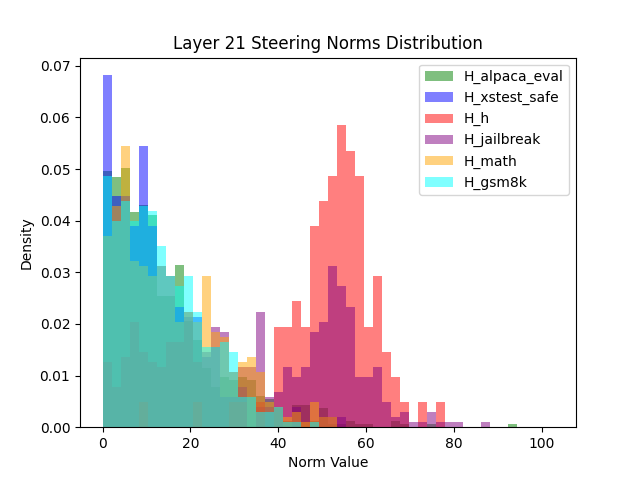 Layer 21 Steering Norms Distribution
0.07
0.06
0.05
0.04
0.03
0.02
0.01
0.00
Density
H_alpaca_eval
H_xstest_safe
H_h
H_jailbreak
H_math
H_gsm8k
0 20 40 60 80 100
Norm Value